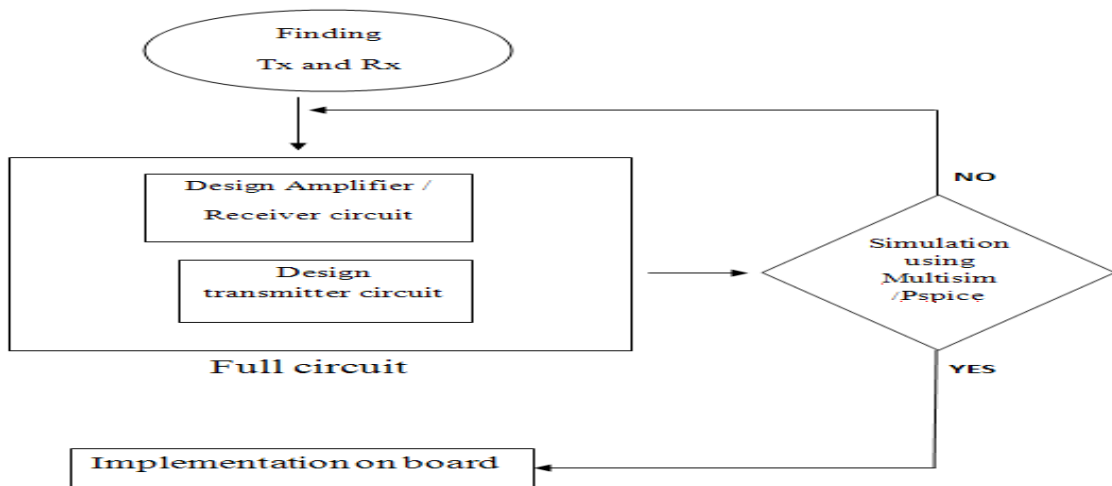 Finding
Tx and Rx
Design Amplifier /
Receiver circuit
Design
transmitter circuit
Full circuit
NO
Simulation
using
Multisim
/Pspice
YES
Implementation on board